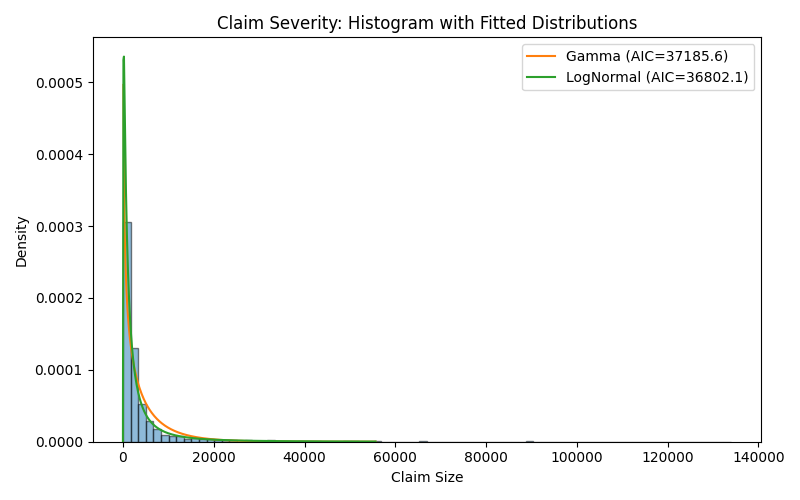 Claim Severity: Histogram with Fitted Distributions
Gamma (AIC=37185.6)
LogNormal (AIC=36802.1)
Density
0.0005
0.0004
0.0003
0.0002
0.0001
0.0000
0 20000 40000 60000 80000 100000 120000 140000
Claim Size